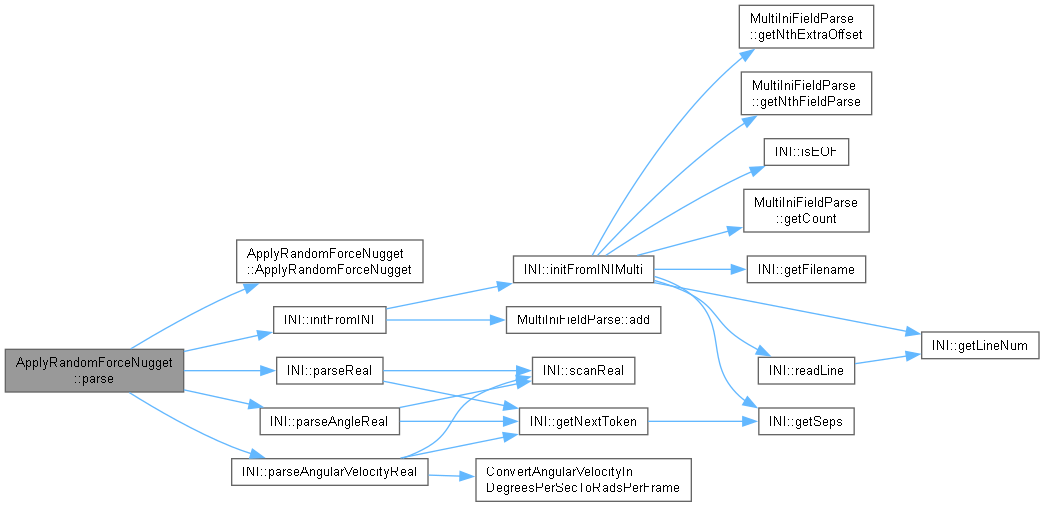 MultiIniFieldParse
::getNthExtraOffset
MultiIniFieldParse
::getNthFieldParse
INI::isEOF
MultiIniFieldParse
::getCount
ApplyRandomForceNugget
::ApplyRandomForceNugget
INI::initFromINIMulti
INI::getFilename
INI::initFromINI
MultiIniFieldParse::add
INI::getLineNum
ApplyRandomForceNugget
::parse
INI::parseReal
INI::scanReal
INI::readLine
INI::parseAngleReal
INI::getNextToken
INI::getSeps
INI::parseAngularVelocityReal
ConvertAngularVelocityIn
DegreesPerSecToRadsPerFrame